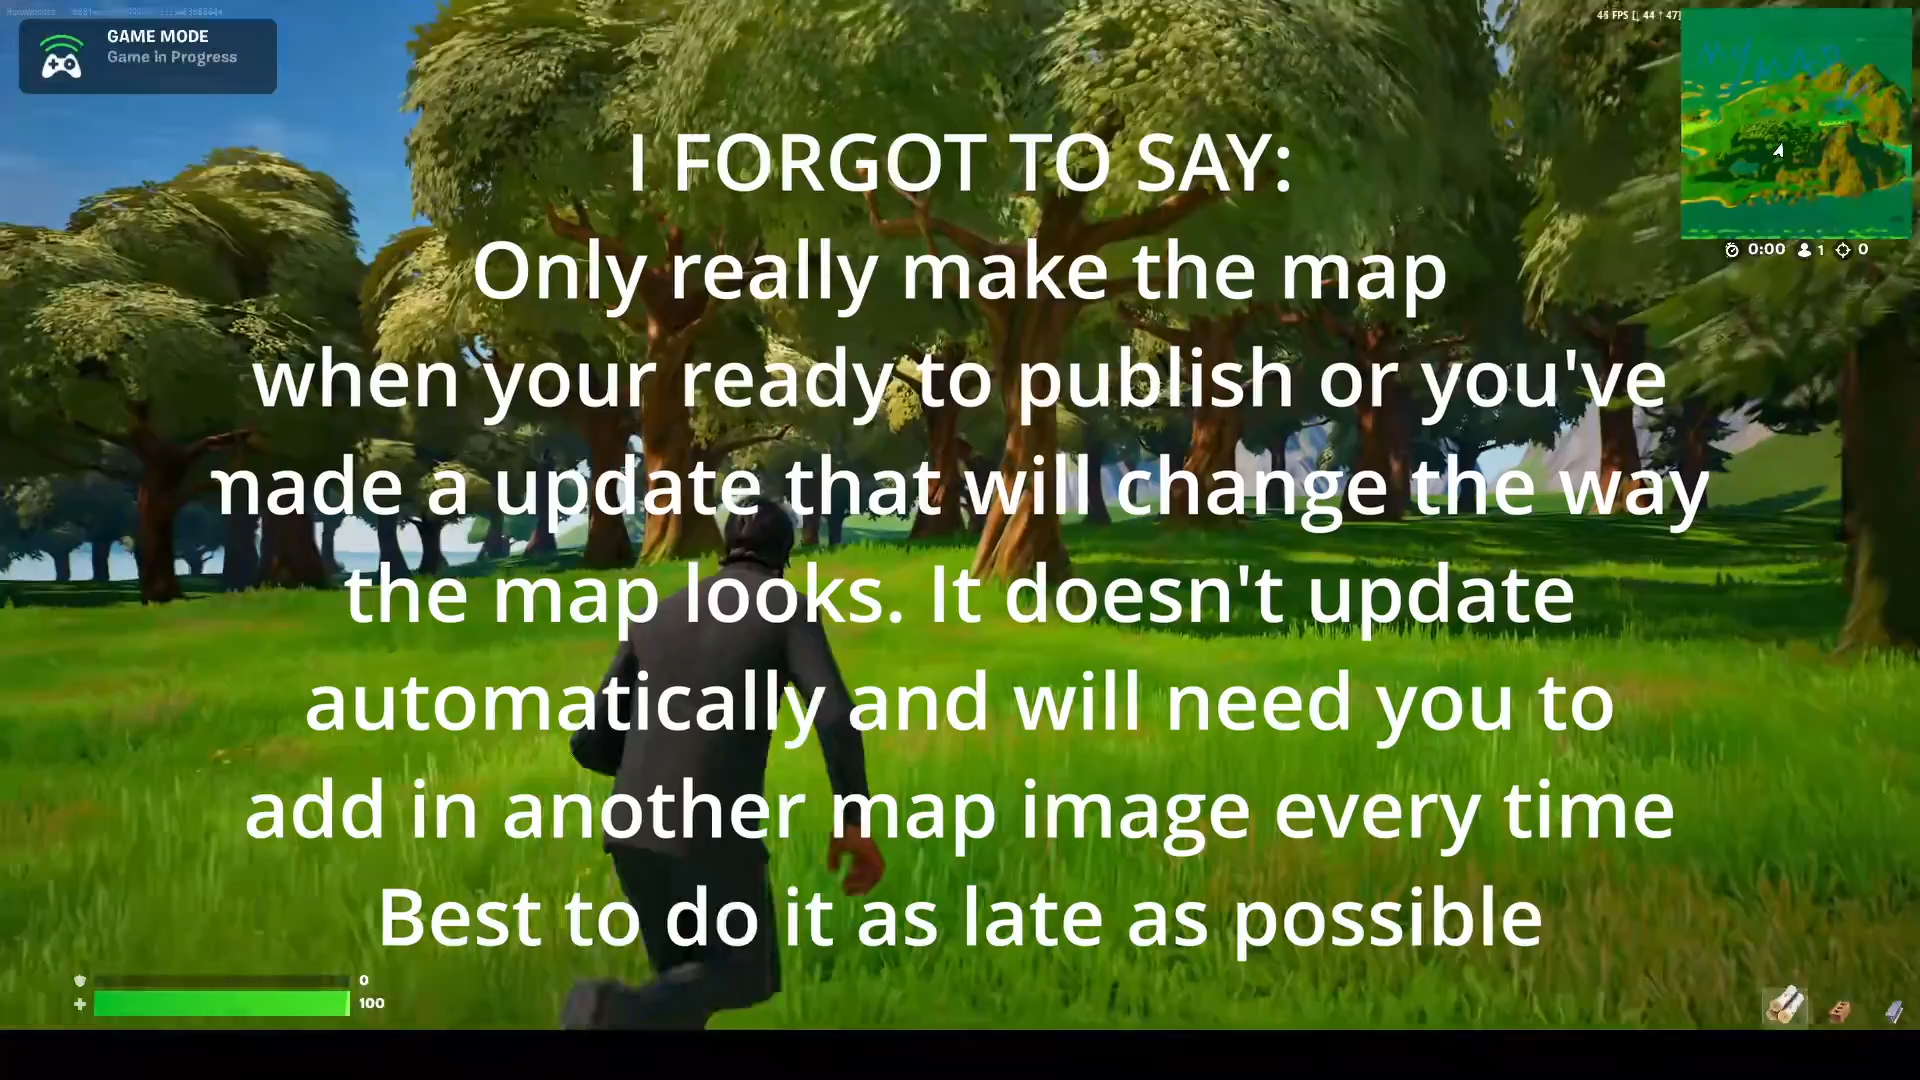 GAME MODE
Game in Progress
I FORGOT TO SAY:
Only really make the map
when your ready to publish or you've
made a update that will change the way
the map looks. It doesn't update
automatically and will need you to
add in another map image every time
Best to do it as late as possible
MY MAP
0:00 1 0
0
100